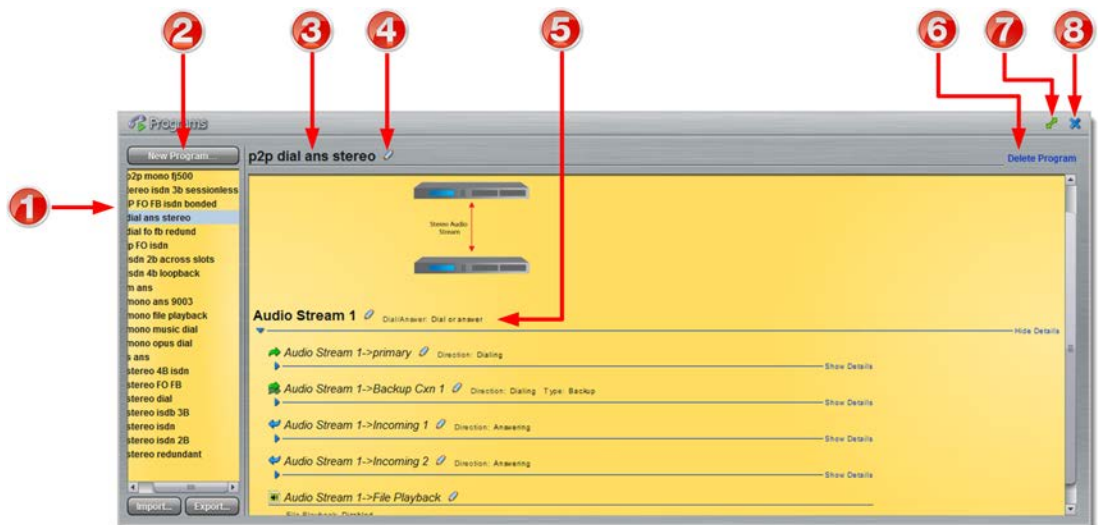 2 3 4 5 6 7 8
1
Programs
New Program...
p2p dial ans stereo
Delete Program
p2p mono fj500
tereo isdn 3b sessionless
P FO FB isdn bonded
dial ans stereo
dial fo fb redund
p FO isdn
isdn 2b across slots
isdn 4b loopback
m ans
mono ans 9003
mono file playback
mono music dial
mono opus dial
s ans
stereo 4B isdn
stereo FO FB
stereo dial
stereo isdb 3B
stereo isdn
stereo isdn 2B
stereo redundant
Import...
Export...
Stereo Audio
Stream
Audio Stream 1 Dial/Answer: Dial or answer
Hide Details
Audio Stream 1->primary Direction: Dialing
Show Details
Audio Stream 1->Backup Cxn 1 Direction: Dialing Type: Backup
Show Details
Audio Stream 1->Incoming 1 Direction: Answering
Show Details
Audio Stream 1->Incoming 2 Direction: Answering
Show Details
Audio Stream 1->File Playback
File Playback: Disabled